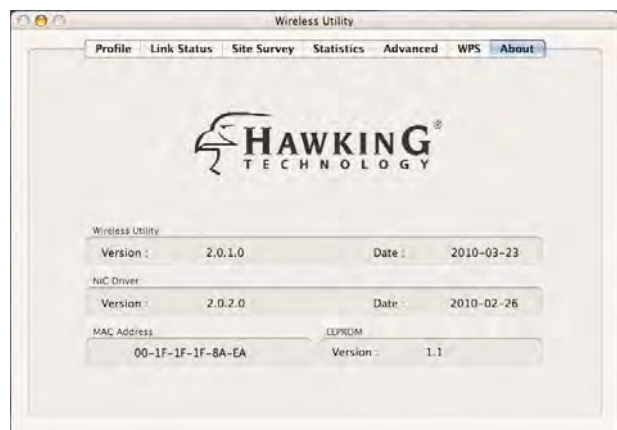 Wireless Utility
Profile Link Status Site Survey Statistics Advanced WPS About
HAWKING®
TECHNOLOGY
Wireless Utility
Version : 2.0.1.0 Date : 2010-03-23
NIC Driver
Version : 2.0.2.0 Date : 2010-02-26
MAC Address EEPROM
00-1F-1F-1F-8A-EA Version : 1.1